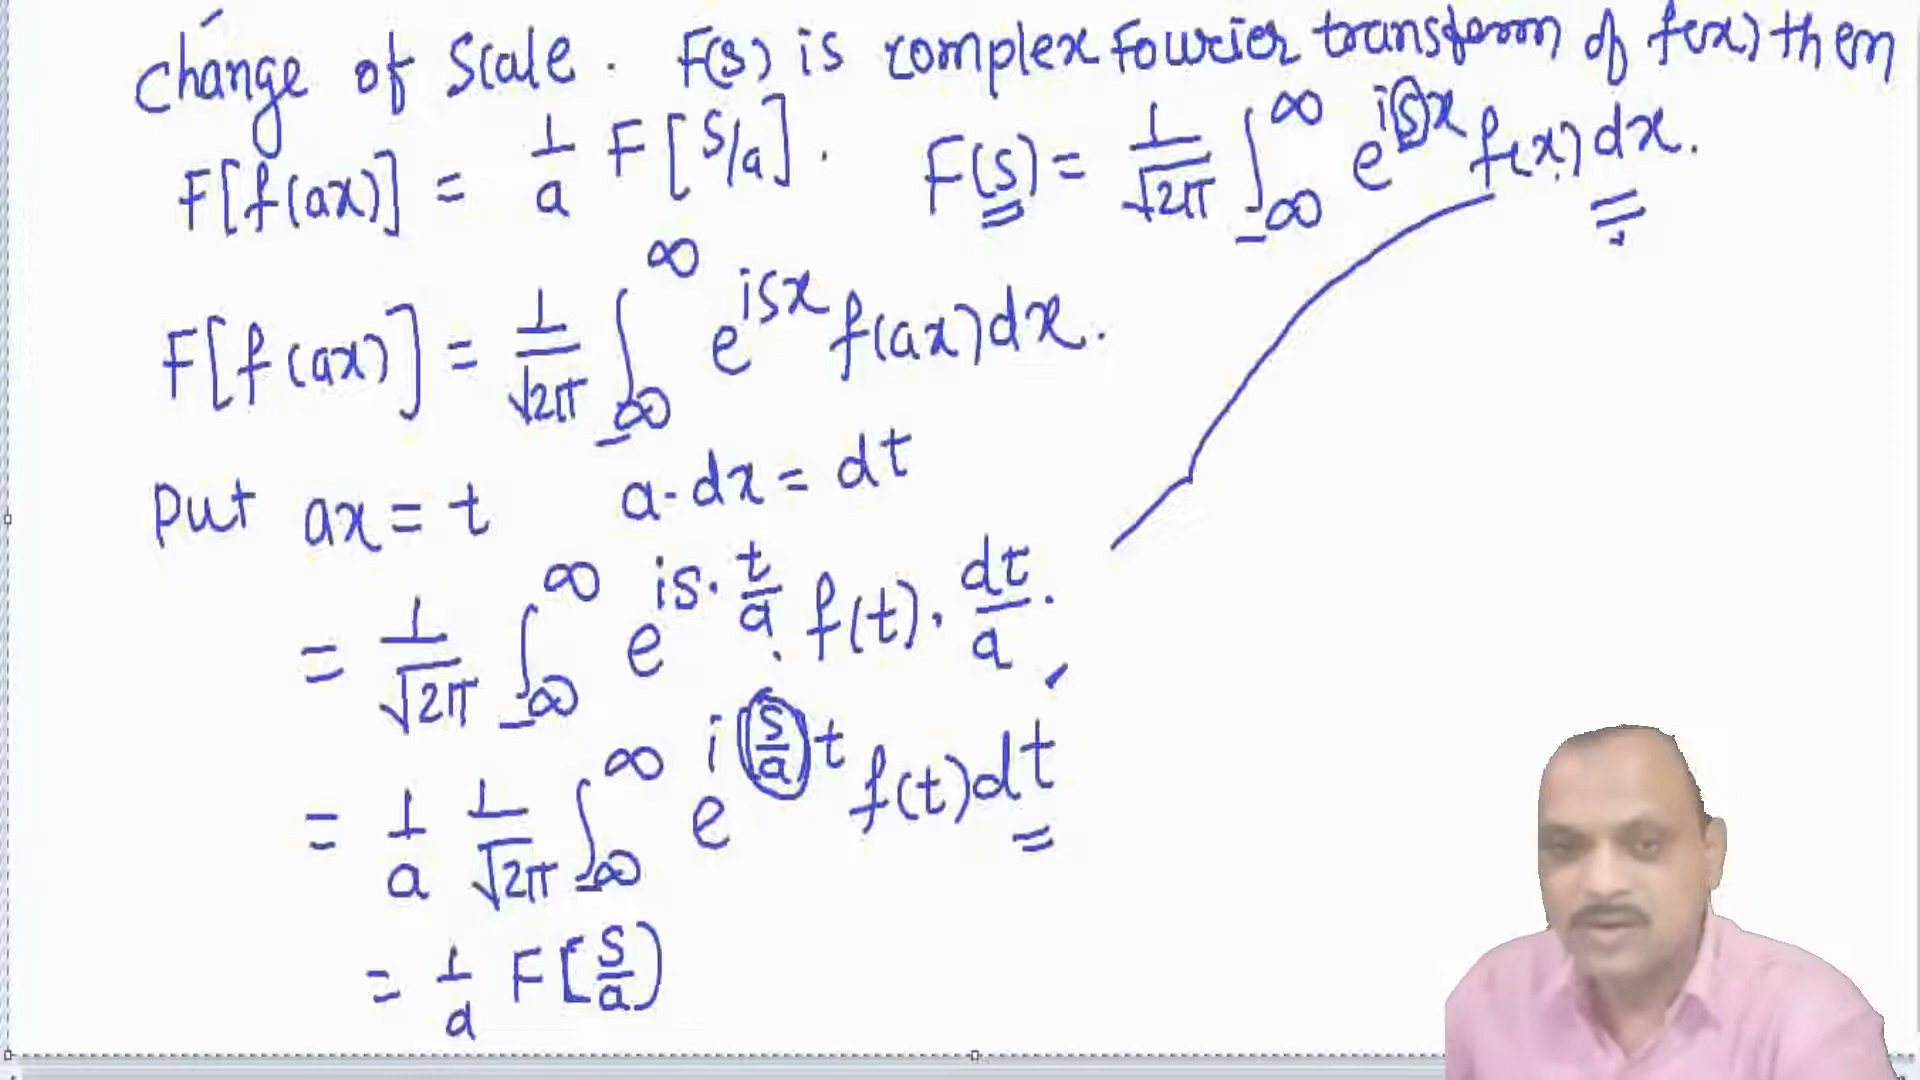 change of scale. F(s) is complex Fourier transform of f(x) then
F[f(ax)] = 1/a F[s/a]. F(s) = 1/√2π ∫_{-∞}^{∞} e^{isx} f(x) dx.
F[f(ax)] = 1/√2π ∫_{-∞}^{∞} e^{isx} f(ax) dx.
Put ax = t a·dx = dt
= 1/√2π ∫_{-∞}^{∞} e^{is·t/a} f(t)·dt/a.
= 1/a 1/√2π ∫_{-∞}^{∞} e^{i(s/a)t} f(t) dt
= 1/a F[s/a)